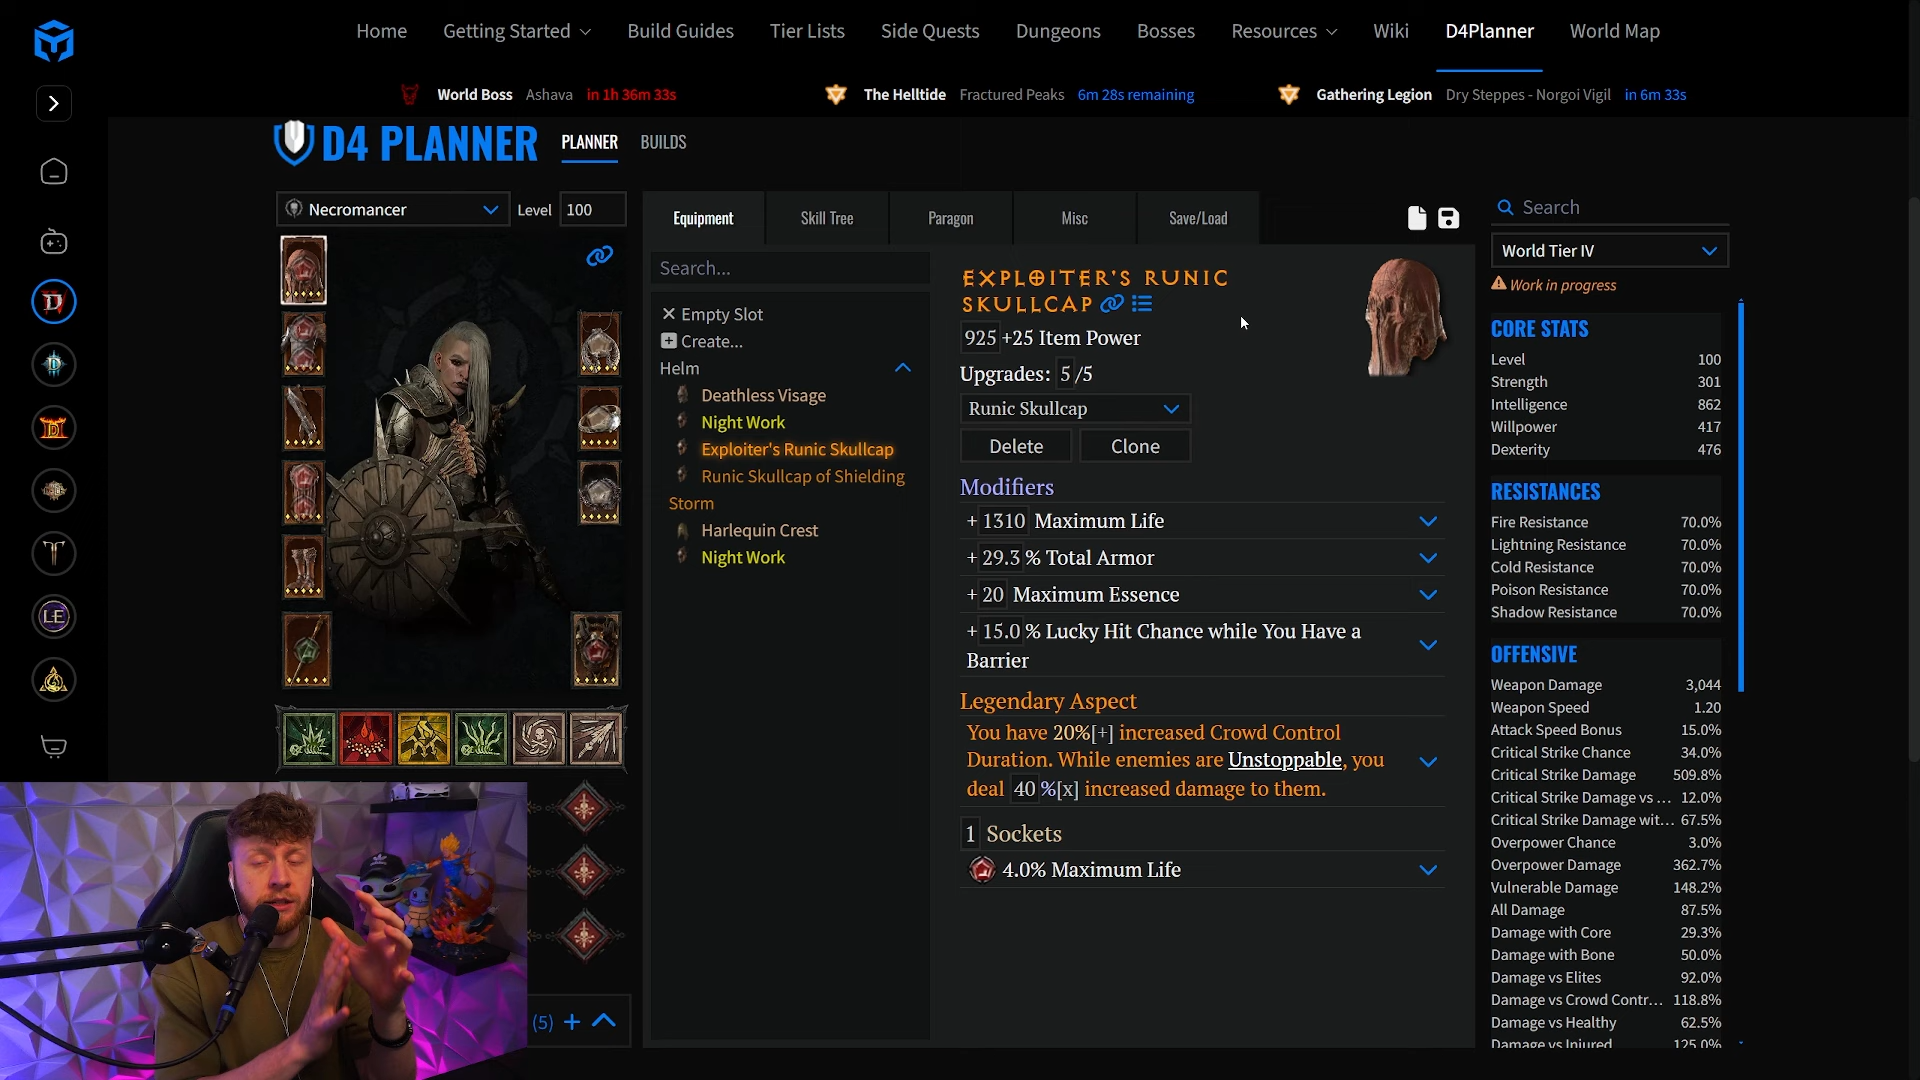 Home
Getting Started
Build Guides
Tier Lists
Side Quests
Dungeons
Bosses
Resources
Wiki
D4Planner
World Map
World Boss Ashava in 1h 36m 33s
The Helltide Fractured Peaks 6m 28s remaining
Gathering Legion Dry Steppes - Norgoi Vigil in 6m 33s
D4 PLANNER
PLANNER
BUILDS
Necromancer
Level 100
Equipment
Skill Tree
Paragon
Misc
Save/Load
Search...
Empty Slot
Create...
Helm
Deathless Visage
Night Work
Exploiter's Runic Skullcap
Runic Skullcap of Shielding
Storm
Harlequin Crest
Night Work
EXPLOITER'S RUNIC
SKULLCAP
925 +25 Item Power
Upgrades: 5 /5
Runic Skullcap
Delete
Clone
Modifiers
+ 1310 Maximum Life
+ 29.3 % Total Armor
+ 20 Maximum Essence
+ 15.0 % Lucky Hit Chance while You Have a
Barrier
Legendary Aspect
You have 20%[+] increased Crowd Control
Duration. While enemies are Unstoppable, you
deal 40 %[x] increased damage to them.
1 Sockets
4.0% Maximum Life
Search
World Tier IV
Work in progress
CORE STATS
Level 100
Strength 301
Intelligence 862
Willpower 417
Dexterity 476
RESISTANCES
Fire Resistance 70.0%
Lightning Resistance 70.0%
Cold Resistance 70.0%
Poison Resistance 70.0%
Shadow Resistance 70.0%
OFFENSIVE
Weapon Damage 3,044
Weapon Speed 1.20
Attack Speed Bonus 15.0%
Critical Strike Chance 34.0%
Critical Strike Damage 509.8%
Critical Strike Damage vs ... 12.0%
Critical Strike Damage wit... 67.5%
Overpower Chance 3.0%
Overpower Damage 362.7%
Vulnerable Damage 148.2%
All Damage 87.5%
Damage with Core 29.3%
Damage with Bone 50.0%
Damage vs Elites 92.0%
Damage vs Crowd Contr... 118.8%
Damage vs Healthy 62.5%
Damage vs Injured 125.0%
(5)
LE